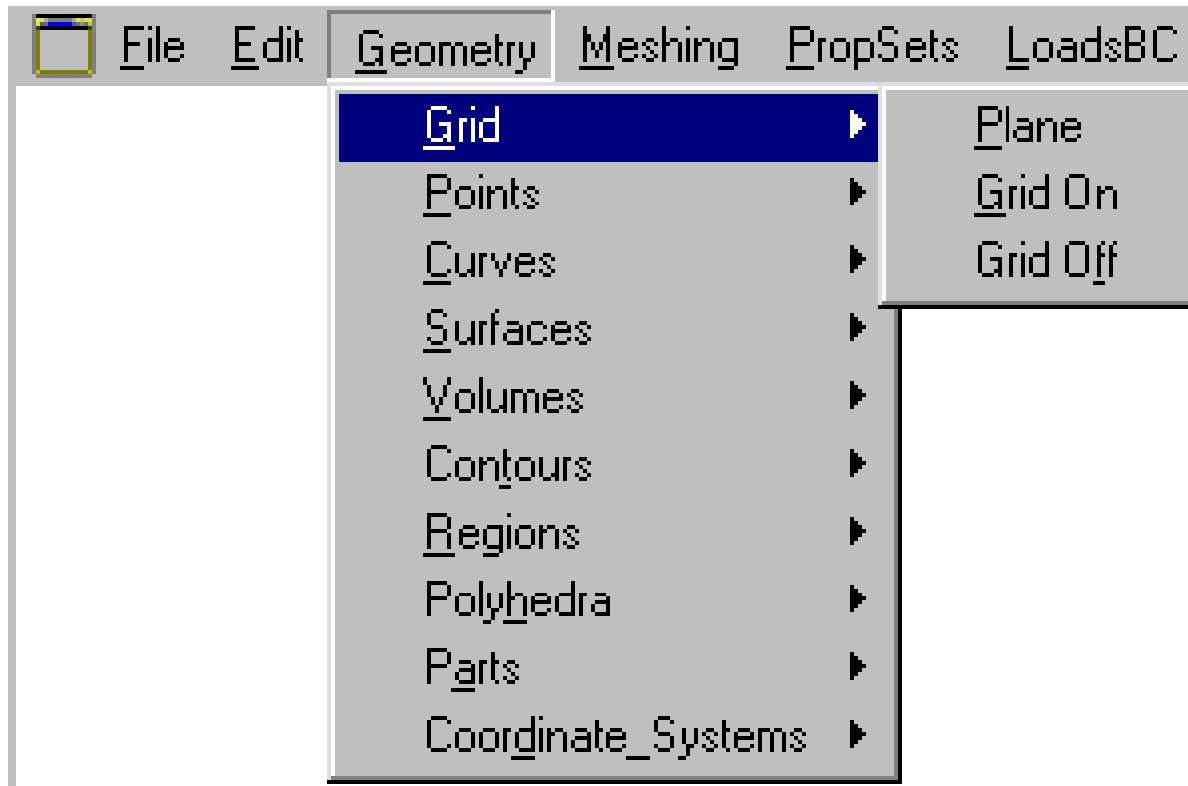 File Edit Geometry Meshing PropSets LoadsBC
Grid
Points
Curves
Surfaces
Volumes
Contours
Regions
Polyhedra
Parts
Coordinate_Systems
Plane
Grid On
Grid Off